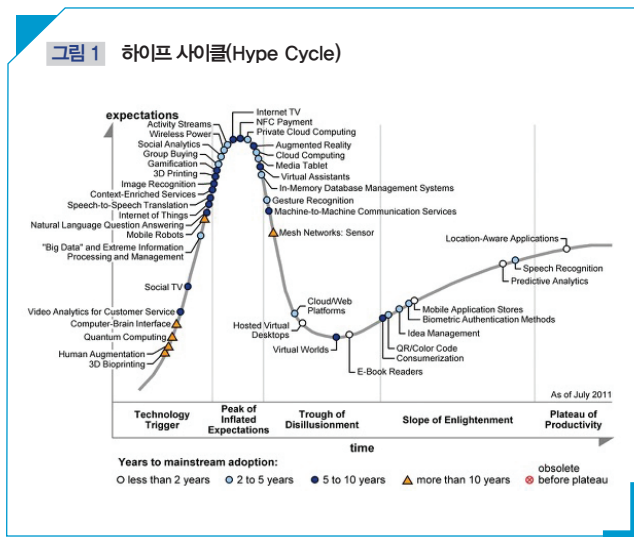 그림 1 하이프 사이클(Hype Cycle)
expectations
Activity Streams
Wireless Power
Social Analytics
Group Buying
Gamification
3D Printing
Image Recognition
Context-Enriched Services
Speech-to-Speech Translation
Internet of Things
Natural Language Question Answering
Mobile Robots
"Big Data" and Extreme Information
Processing and Management
Social TV
Video Analytics for Customer Service
Computer-Brain Interface
Quantum Computing
Human Augmentation
3D Bioprinting
Internet TV
NFC Payment
Private Cloud Computing
Augmented Reality
Cloud Computing
Media Tablet
Virtual Assistants
In-Memory Database Management Systems
Gesture Recognition
Machine-to-Machine Communication Services
Mesh Networks: Sensor
Cloud/Web
Platforms
Hosted Virtual
Desktops
Virtual Worlds
E-Book Readers
Consumerization
QR/Color Code
Idea Management
Biometric Authentication Methods
Mobile Application Stores
Predictive Analytics
Speech Recognition
Location-Aware Applications
As of July 2011
Technology
Trigger
Peak of
Inflated
Expectations
Trough of
Disillusionment
Slope of Enlightenment
Plateau of
Productivity
time
Years to mainstream adoption:
less than 2 years
2 to 5 years
5 to 10 years
more than 10 years
obsolete
before plateau